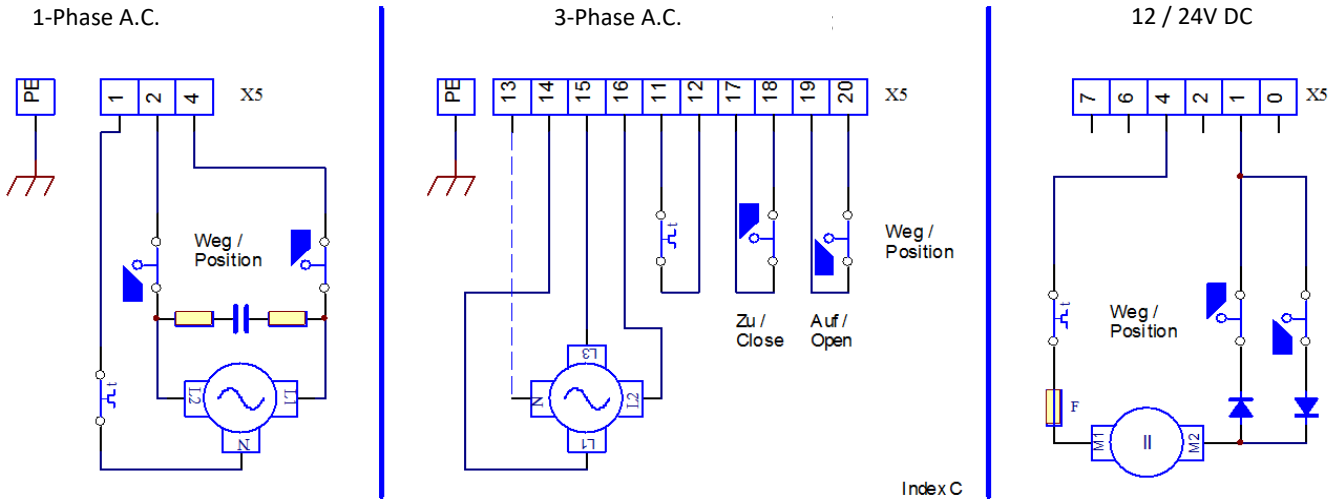 1-Phase A.C.
PE
1 2 4 X5
Weg /
Position
t
L2 L1
N
3-Phase A.C.
PE
13 14 15 16 11 12 17 18 19 20 X5
t
Weg /
Position
Zu /
Close
Auf /
Open
L3
N L2
L1
Index C
12 / 24V DC
7 6 4 2 1 0 X5
t
Weg /
Position
F
M1 II M2